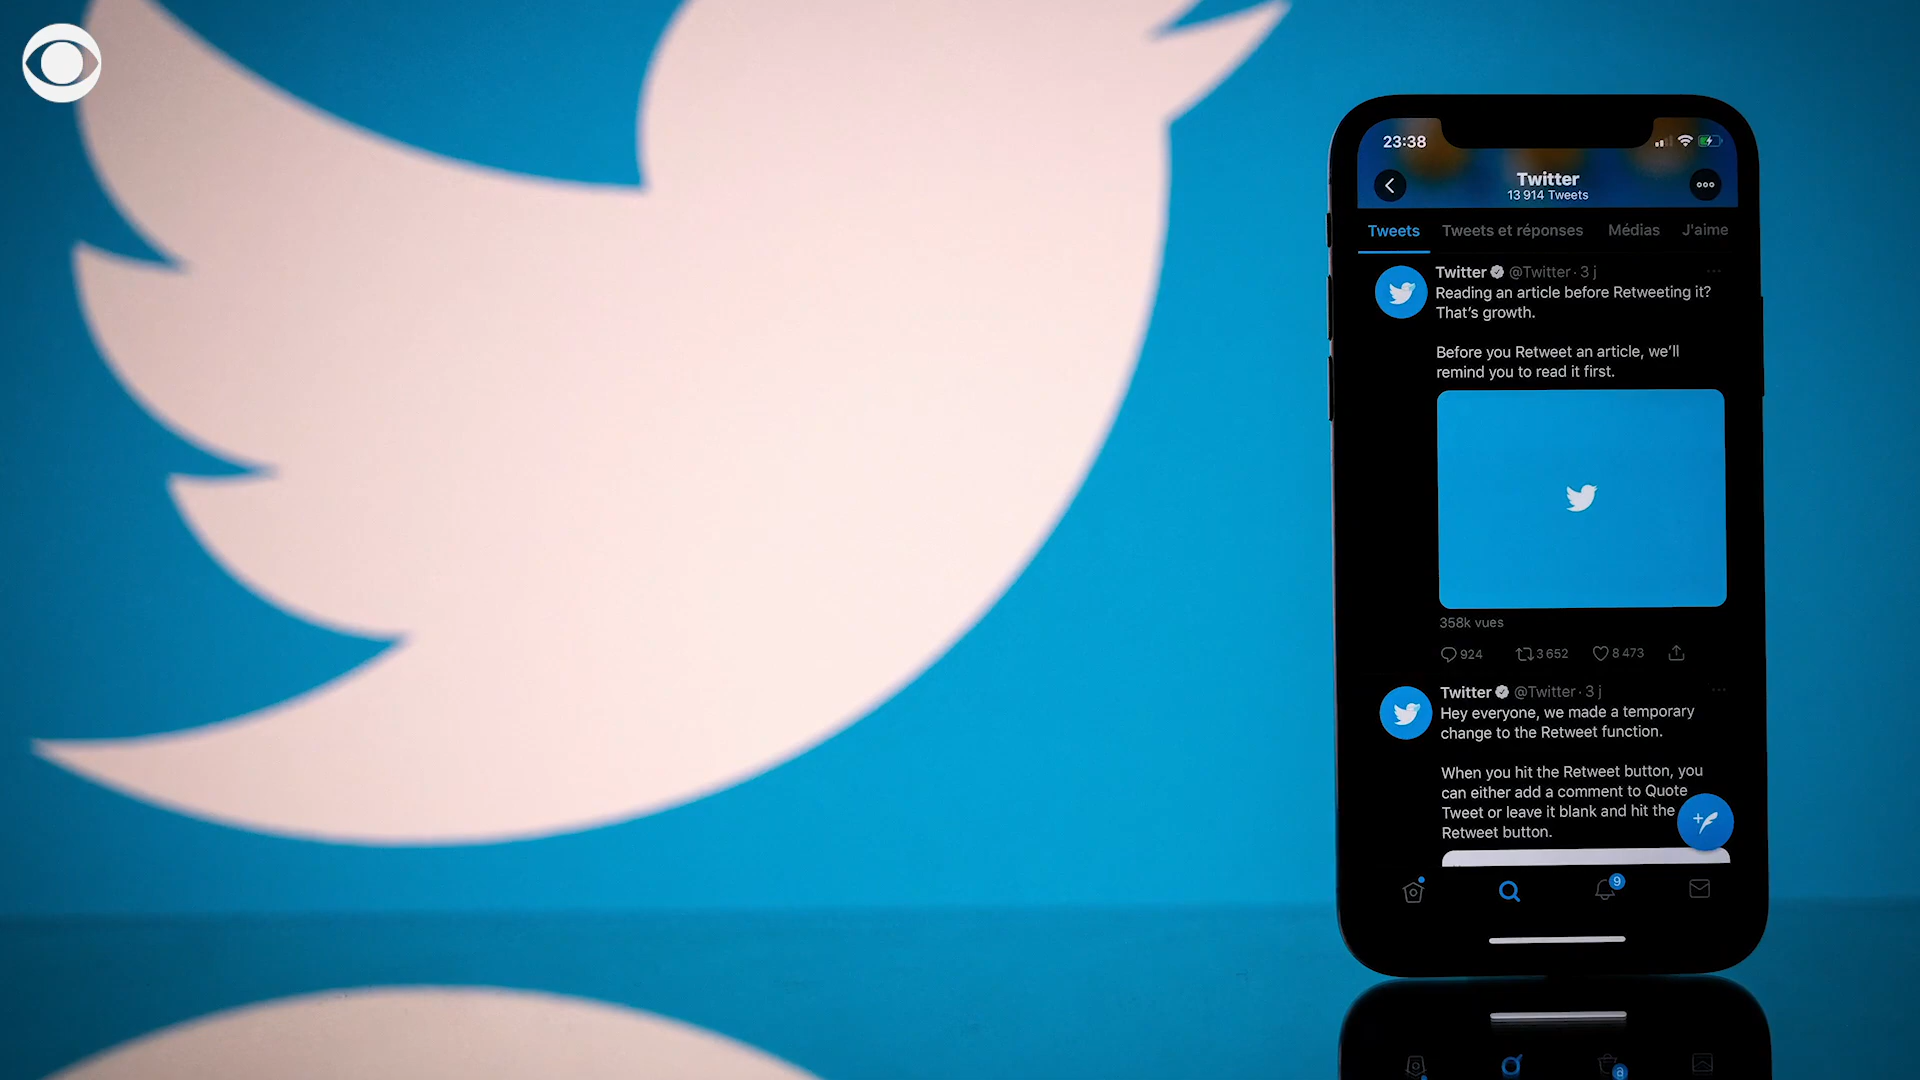 23:38
Twitter
13 914 Tweets
Tweets Tweets et réponses Médias J'aime
Twitter @Twitter · 3 j
Reading an article before Retweeting it?
That's growth.
Before you Retweet an article, we'll
remind you to read it first.
358k vues
924 3 652 8 473
Twitter @Twitter · 3 j
Hey everyone, we made a temporary
change to the Retweet function.
When you hit the Retweet button, you
can either add a comment to Quote
Tweet or leave it blank and hit the
Retweet button.
9